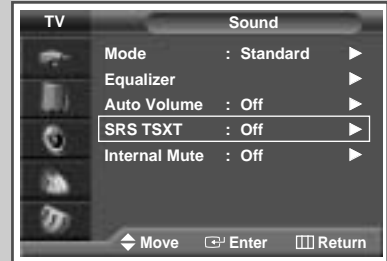 TV Sound
Mode : Standard
Equalizer
Auto Volume : Off
SRS TSXT : Off
Internal Mute : Off
Move Enter Return